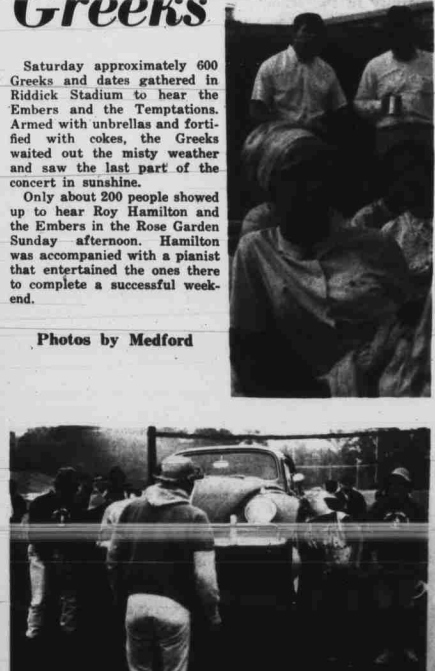 Greeks
Saturday approximately 600
Greeks and dates gathered in
Riddick Stadium to hear the
Embers and the Temptations.
Armed with unbrellas and forti-
fied with cokes, the Greeks
waited out the misty weather
and saw the last part of the
concert in sunshine.
Only about 200 people showed
up to hear Roy Hamilton and
the Embers in the Rose Garden
Sunday afternoon. Hamilton
was accompanied with a pianist
that entertained the ones there
to complete a successful week-
end.
Photos by Medford